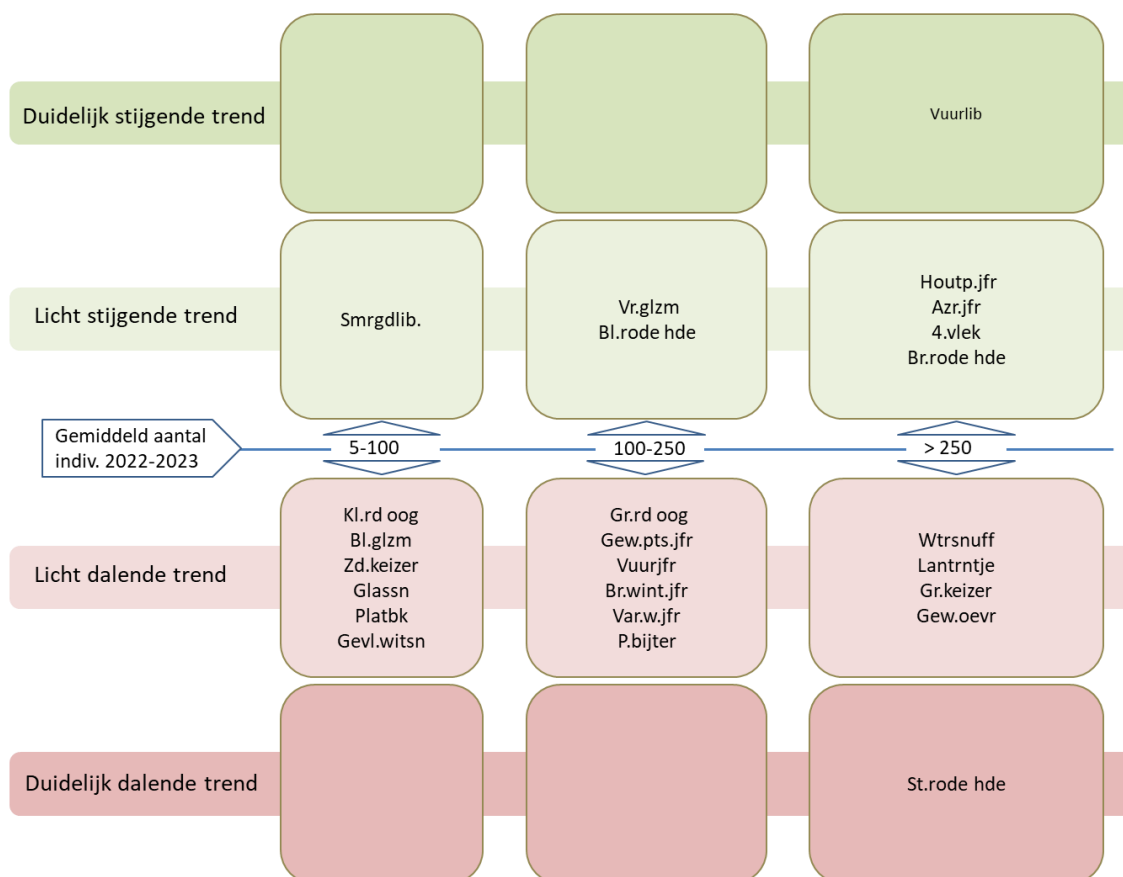 Duidelijk stijgende trend
Vuurlib
Licht stijgende trend
Smrgdlib.
Vr.glzm
Bl.rode hde
Houtp.jfr
Azr.jfr
4.vlek
Br.rode hde
Gemiddeld aantal
indiv. 2022-2023
5-100
100-250
> 250
Licht dalende trend
Kl.rd oog
Bl.glzm
Zd.keizer
Glassn
Platbk
Gevl.witsn
Gr.rd oog
Gew.pts.jfr
Vuurjfr
Br.wint.jfr
Var.w.jfr
P.bijter
Wtrsnuff
Lantrntje
Gr.keizer
Gew.oevr
Duidelijk dalende trend
St.rode hde